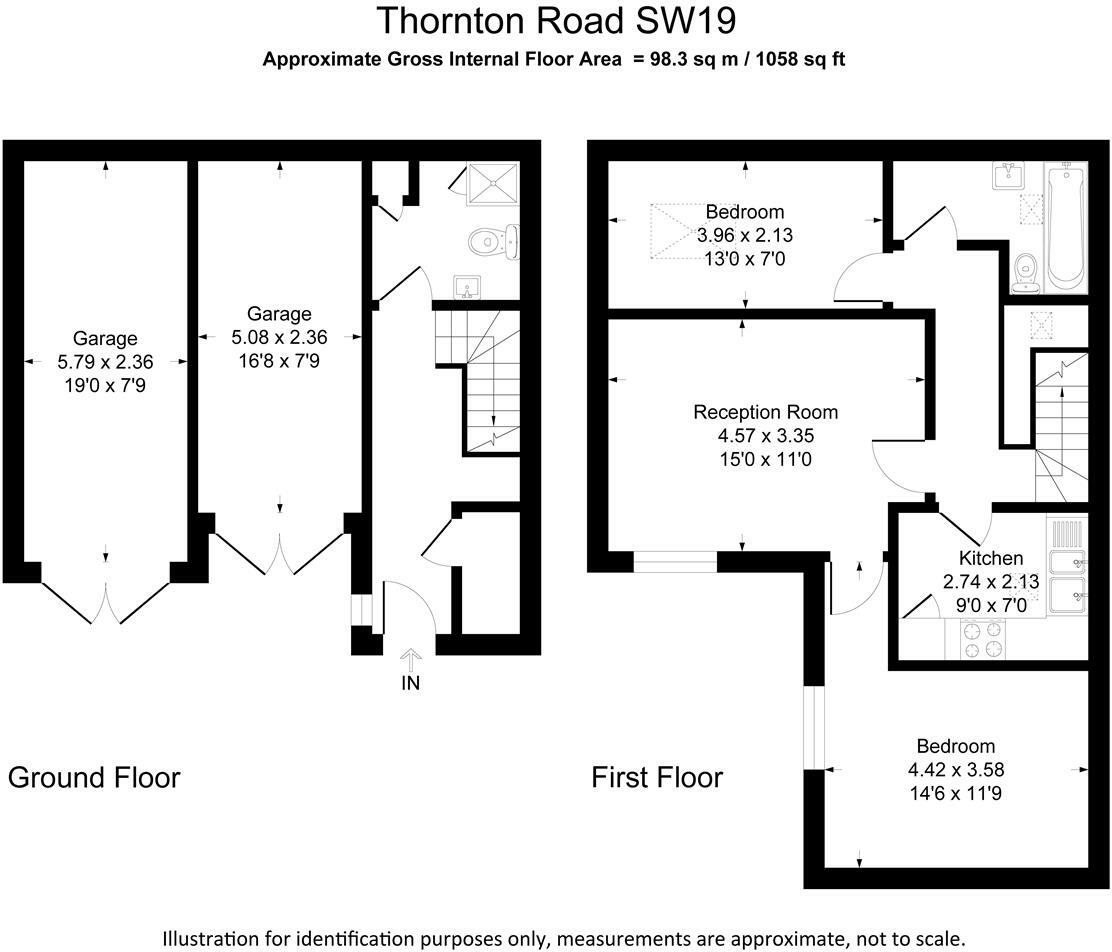 Thornton Road SW19
Approximate Gross Internal Floor Area = 98.3 sq m / 1058 sq ft
Garage
5.79 x 2.36
19'0 x 7'9
Garage
5.08 x 2.36
16'8 x 7'9
IN
Ground Floor
Bedroom
3.96 x 2.13
13'0 x 7'0
Reception Room
4.57 x 3.35
15'0 x 11'0
Kitchen
2.74 x 2.13
9'0 x 7'0
Bedroom
4.42 x 3.58
14'6 x 11'9
First Floor
Illustration for identification purposes only, measurements are approximate, not to scale.